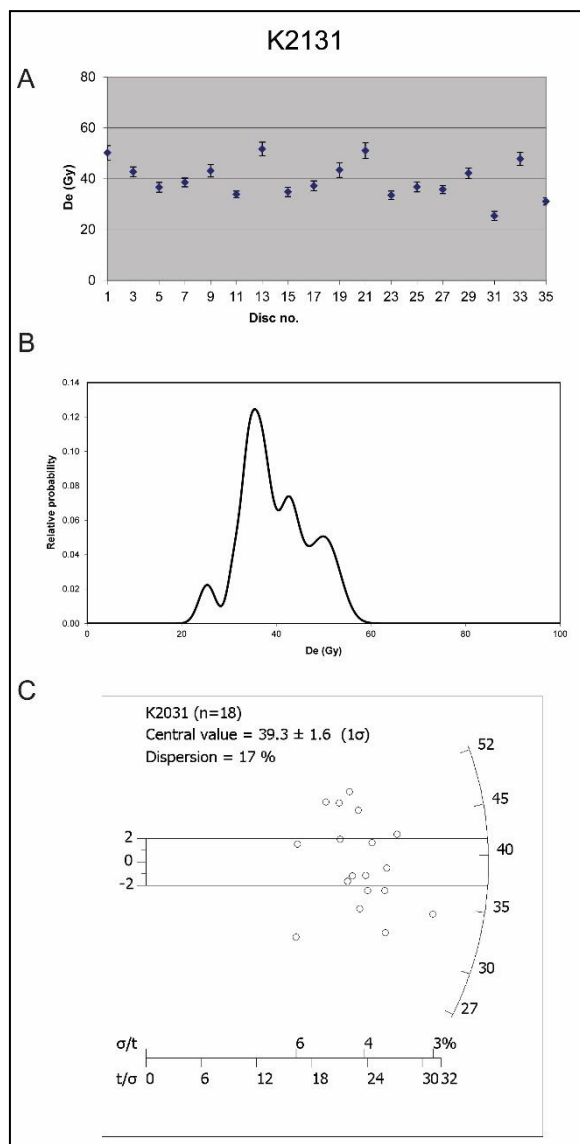 K2131
A
80
60
40
20
0
De (Gy)
1 3 5 7 9 11 13 15 17 19 21 23 25 27 29 31 33 35
Disc no.
B
0.14
0.12
0.10
0.08
0.06
0.04
0.02
0.00
Relative probability
0 20 40 60 80 100
De (Gy)
C
K2031 (n=18)
Central value = 39.3 ± 1.6 (1σ)
Dispersion = 17 %
52
45
40
35
30
27
2
0
-2
σ/t 6 4 3%
t/σ 0 6 12 18 24 30 32